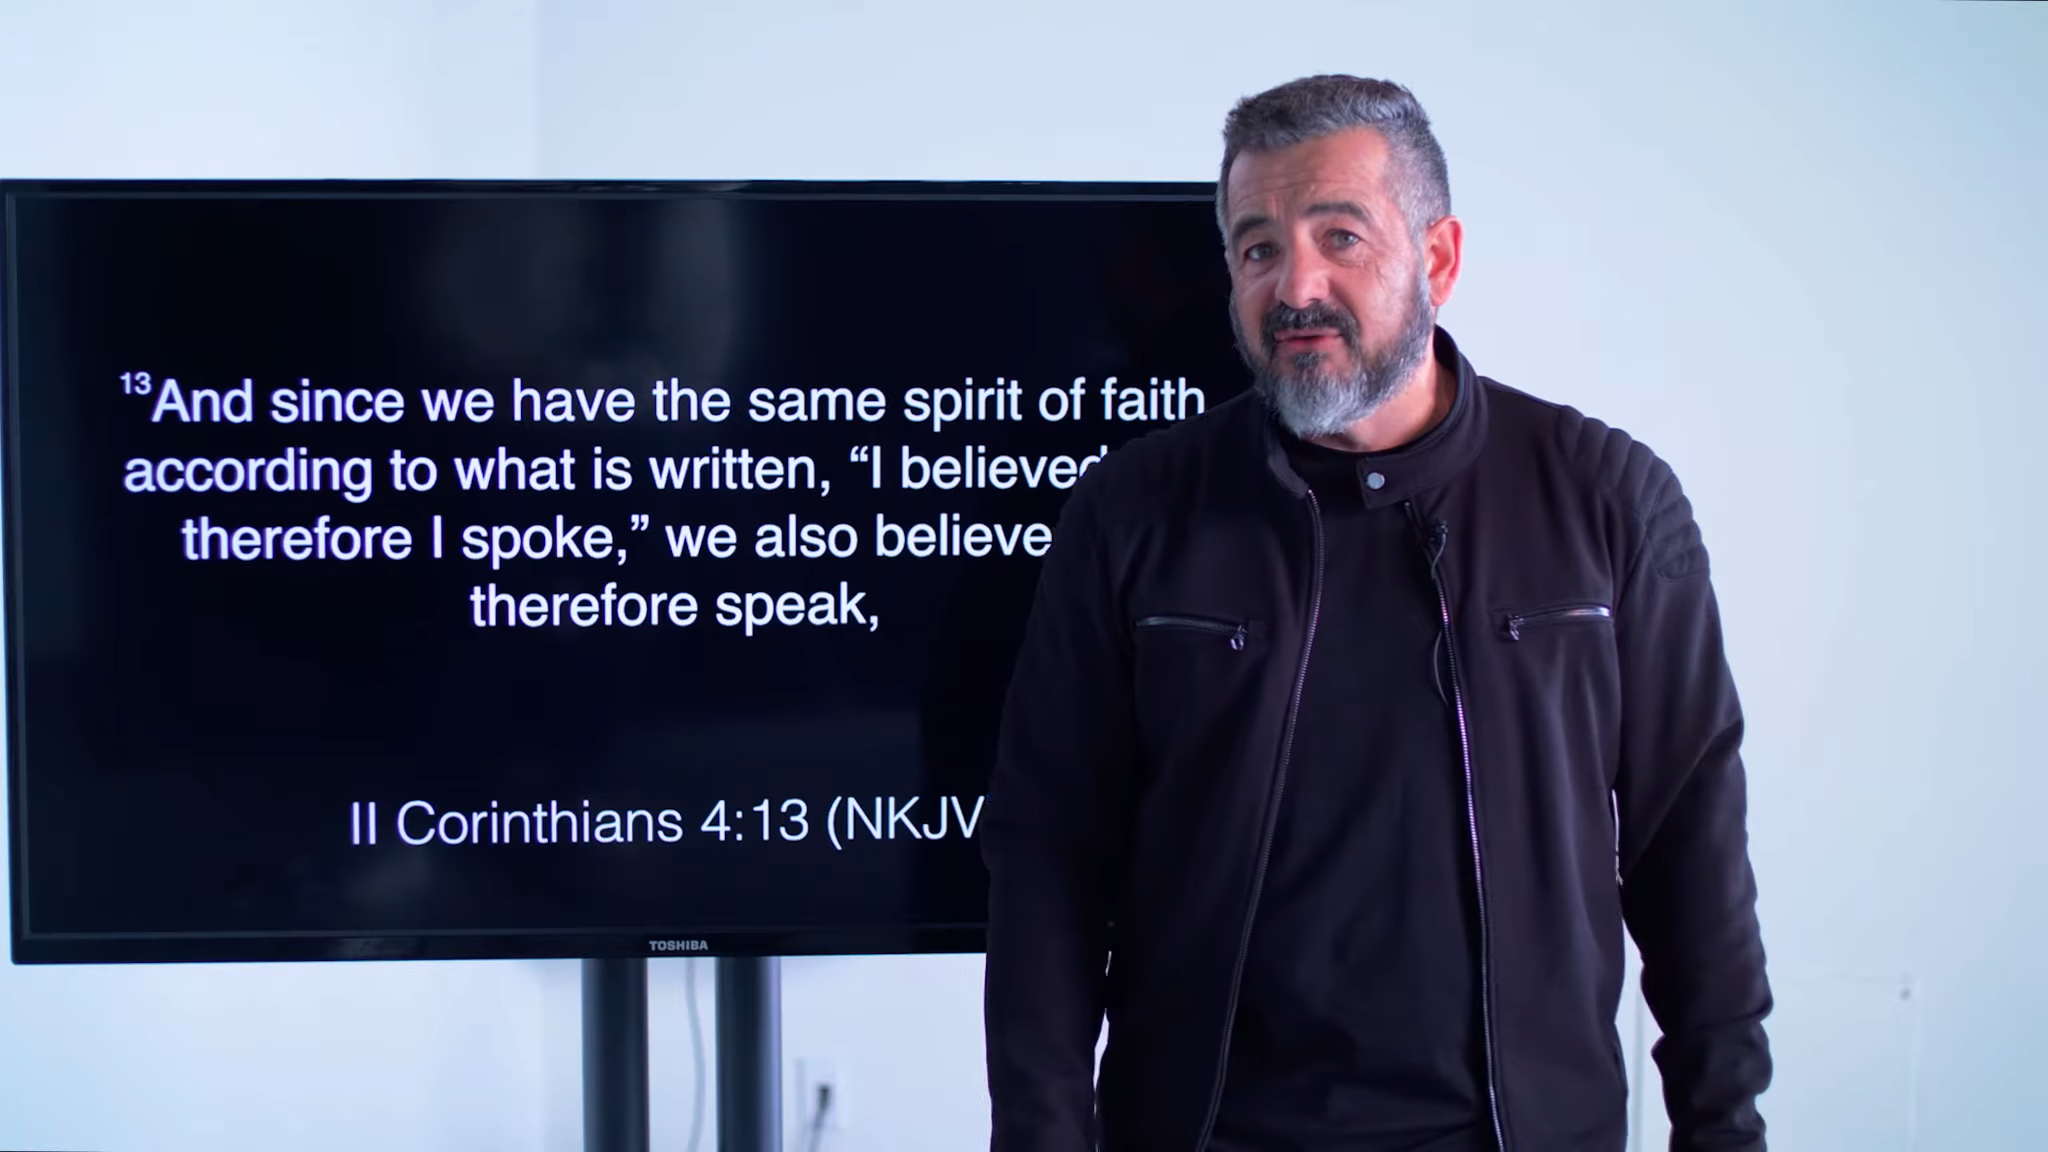 ¹³And since we have the same spirit of faith
according to what is written, “I believed
therefore I spoke,” we also believe
therefore speak,
II Corinthians 4:13 (NKJV
TOSHIBA